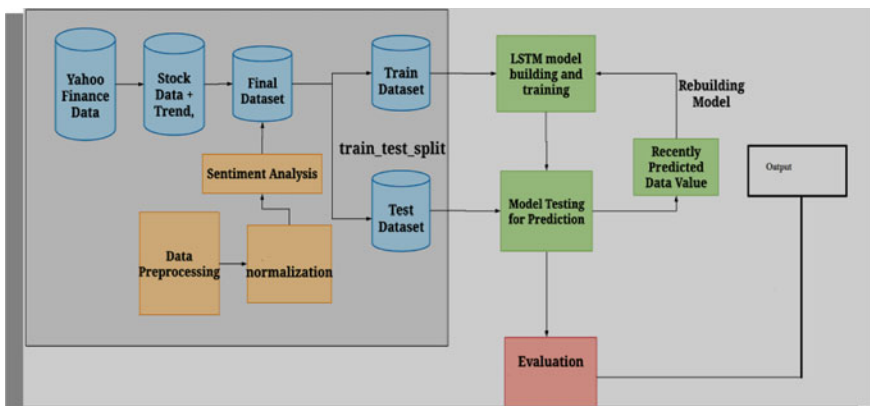 Yahoo
Finance
Data
Stock
Data +
Trend,
Final
Dataset
Train
Dataset
LSTM model
building and
training
Rebuilding
Model
train_test_split
Sentiment Analysis
Recently
Predicted
Data Value
Output
Test
Dataset
Model Testing
for Prediction
Data
Preprocessing
normalization
Evaluation